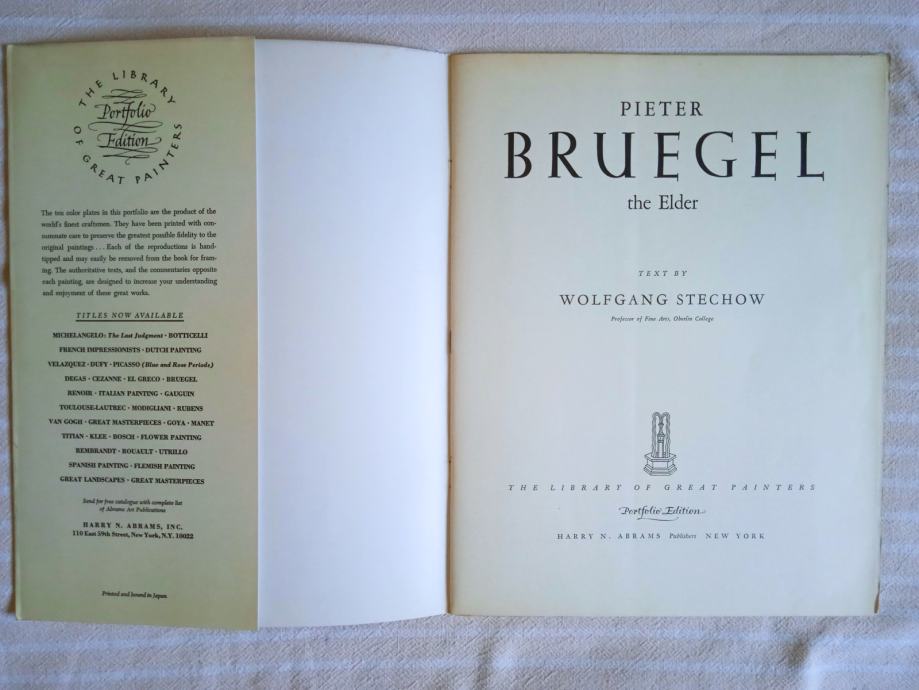 THE LIBRARY OF GREAT PAINTERS
Portfolio
Edition
The ten color plates in this portfolio are the product of the
world's finest craftsmen. They have been printed with con-
summate care to preserve the greatest possible fidelity to the
original paintings . . . Each of the reproductions is hand-
tipped and may easily be removed from the book for fram-
ing. The authoritative texts, and the commentaries opposite
each painting, are designed to increase your understanding
and enjoyment of these great works.
TITLES NOW AVAILABLE
MICHELANGELO: The Last Judgment · BOTTICELLI
FRENCH IMPRESSIONISTS · DUTCH PAINTING
VELAZQUEZ · DUFY · PICASSO (Blue and Rose Periods)
DEGAS · CEZANNE · EL GRECO · BRUEGEL
RENOIR · ITALIAN PAINTING · GAUGUIN
TOULOUSE-LAUTREC · MODIGLIANI · RUBENS
VAN GOGH · GREAT MASTERPIECES · GOYA · MANET
TITIAN · KLEE · BOSCH · FLOWER PAINTING
REMBRANDT · ROUAULT · UTRILLO
SPANISH PAINTING · FLEMISH PAINTING
GREAT LANDSCAPES · GREAT MASTERPIECES
Send for free catalogue with complete list
of Abrams Art Publications
HARRY N. ABRAMS, INC.
110 East 59th Street, New York, N.Y. 10022
Printed and bound in Japan
PIETER
BRUEGEL
the Elder
TEXT BY
WOLFGANG STECHOW
Professor of Fine Arts, Oberlin College
THE LIBRARY OF GREAT PAINTERS
Portfolio Edition
HARRY N. ABRAMS Publishers NEW YORK